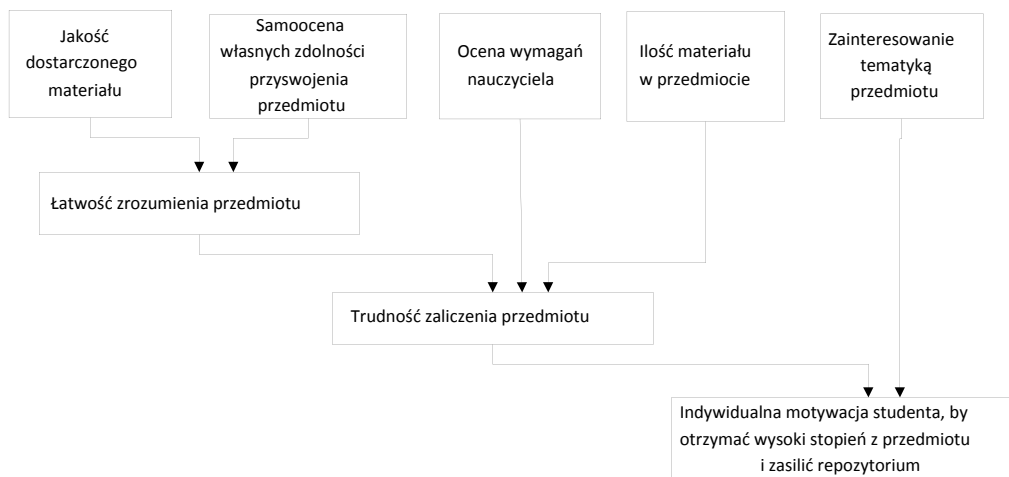 Jakość
dostarczonego
materiału
Samoocena
własnych zdolności
przyswojenia
przedmiotu
Ocena wymagań
nauczyciela
Ilość materiału
w przedmiocie
Zainteresowanie
tematyką
przedmiotu
Łatwość zrozumienia przedmiotu
Trudność zaliczenia przedmiotu
Indywidualna motywacja studenta, by
otrzymać wysoki stopień z przedmiotu
i zasilić repozytorium